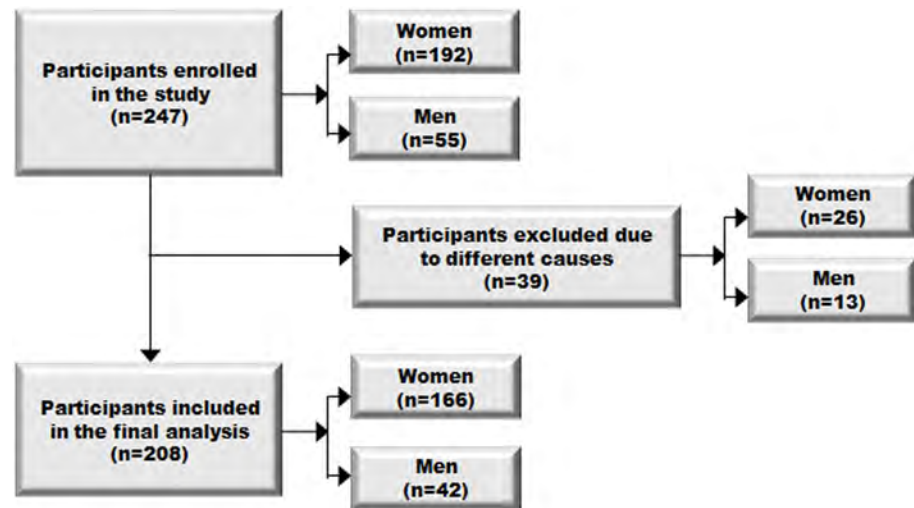 Participants enrolled
in the study
(n=247)
Women
(n=192)
Men
(n=55)
Participants excluded due
to different causes
(n=39)
Women
(n=26)
Men
(n=13)
Participants included
in the final analysis
(n=208)
Women
(n=166)
Men
(n=42)